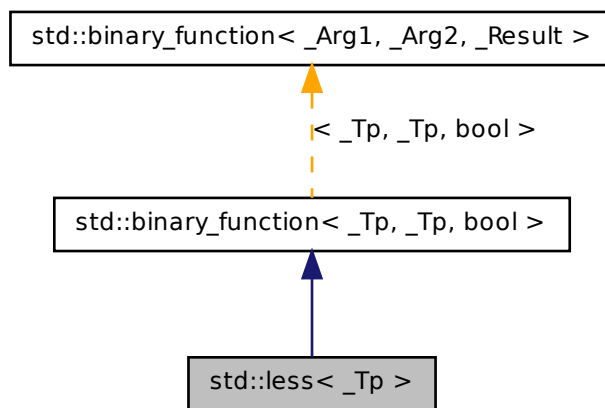 std::binary_function< _Arg1, _Arg2, _Result >
< _Tp, _Tp, bool >
std::binary_function< _Tp, _Tp, bool >
std::less< _Tp >